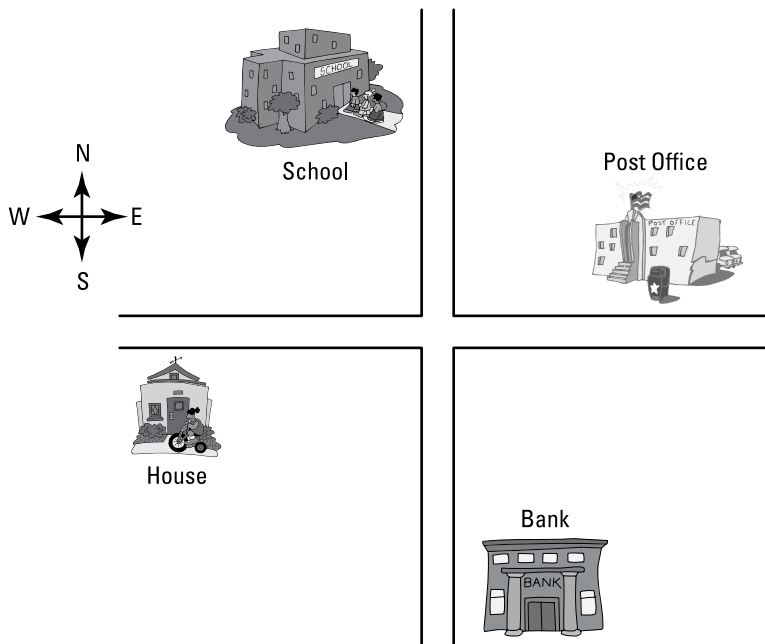 SCHOOL
School
Post Office
POST OFFICE
N
W E
S
House
Bank
BANK